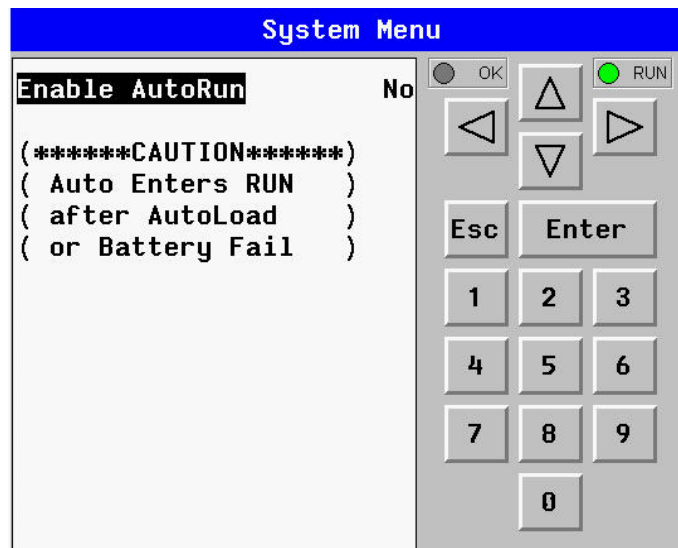 System Menu
Enable AutoRun No
(******CAUTION******)
( Auto Enters RUN )
( after AutoLoad )
( or Battery Fail )
OK
RUN
Esc Enter
1 2 3
4 5 6
7 8 9
0